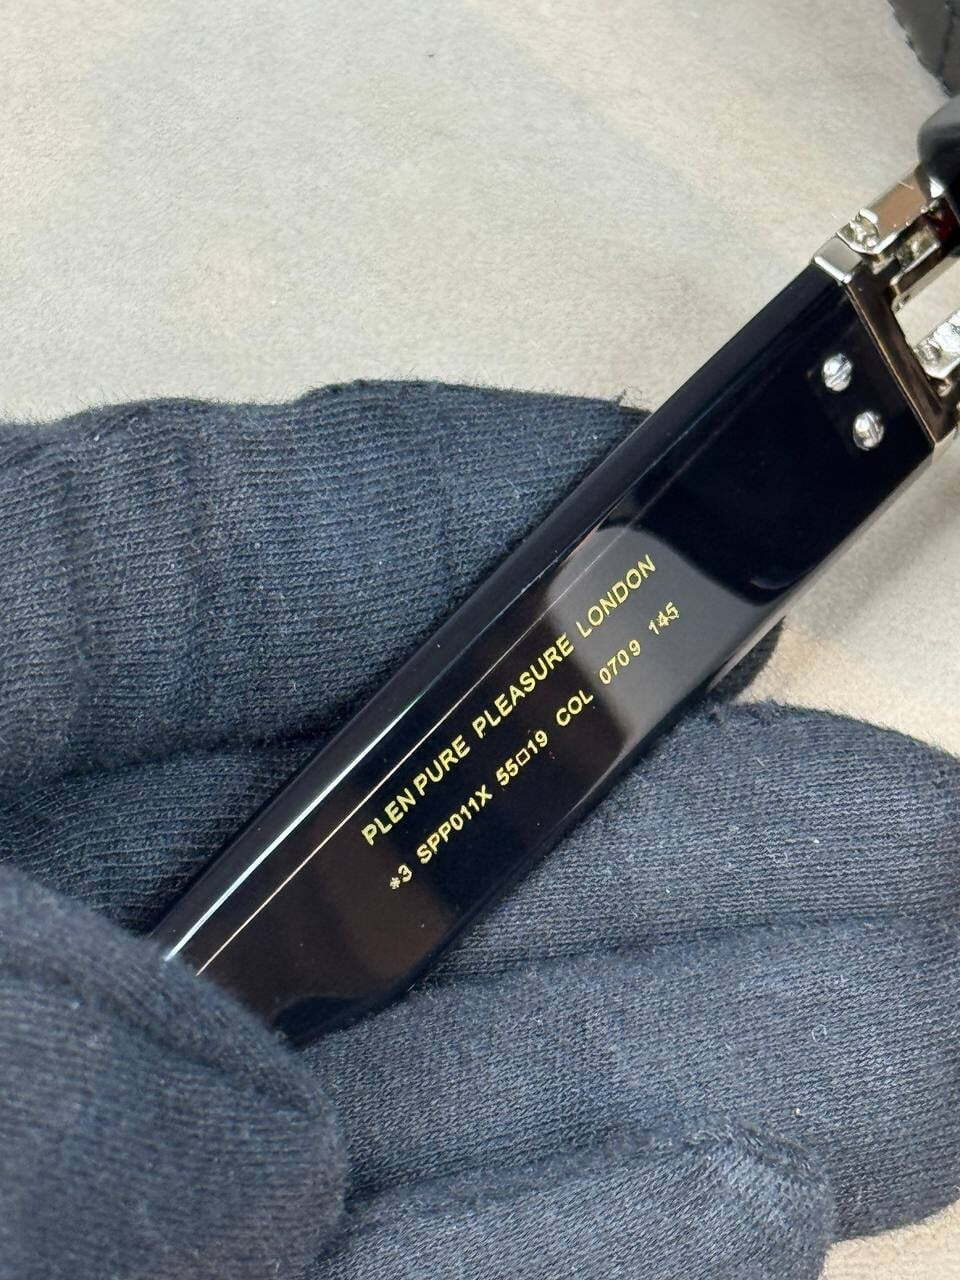 PLEN PURE PLEASURE LONDON
*3 SPP011X 55□19 COL 0709 145